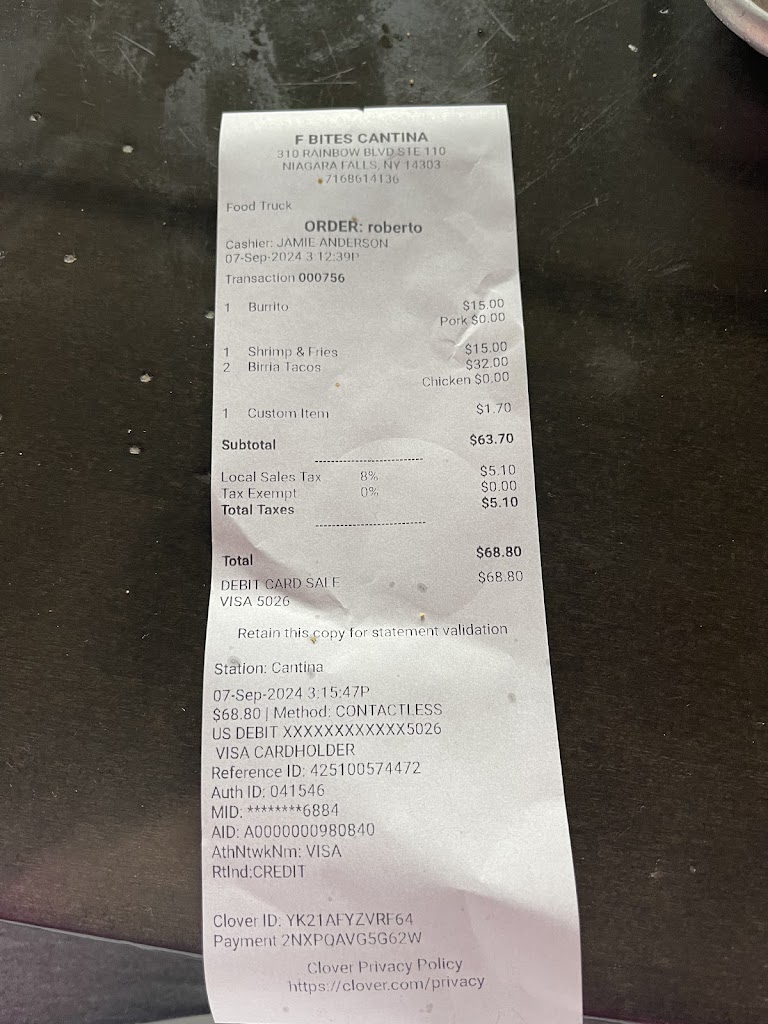 F BITES CANTINA
310 RAINBOW BLVD STE 110
NIAGARA FALLS, NY 14303
7168614136
Food Truck
ORDER: roberto
Cashier: JAMIE ANDERSON
07-Sep-2024 3:12:39P
Transaction 000756
1 Burrito $15.00
Pork $0.00
1 Shrimp & Fries $15.00
2 Birria Tacos $32.00
Chicken $0.00
1 Custom Item $1.70
Subtotal $63.70
Local Sales Tax 8% $5.10
Tax Exempt 0% $0.00
Total Taxes $5.10
Total $68.80
DEBIT CARD SALE $68.80
VISA 5026
Retain this copy for statement validation
Station: Cantina
07-Sep-2024 3:15:47P
$68.80 | Method: CONTACTLESS
US DEBIT XXXXXXXXXXXX5026
VISA CARDHOLDER
Reference ID: 425100574472
Auth ID: 041546
MID: ********6884
AID: A0000000980840
AthNtwkNm: VISA
RtInd:CREDIT
Clover ID: YK21AFYZVRF64
Payment 2NXPQAVG5G62W
Clover Privacy Policy
https://clover.com/privacy